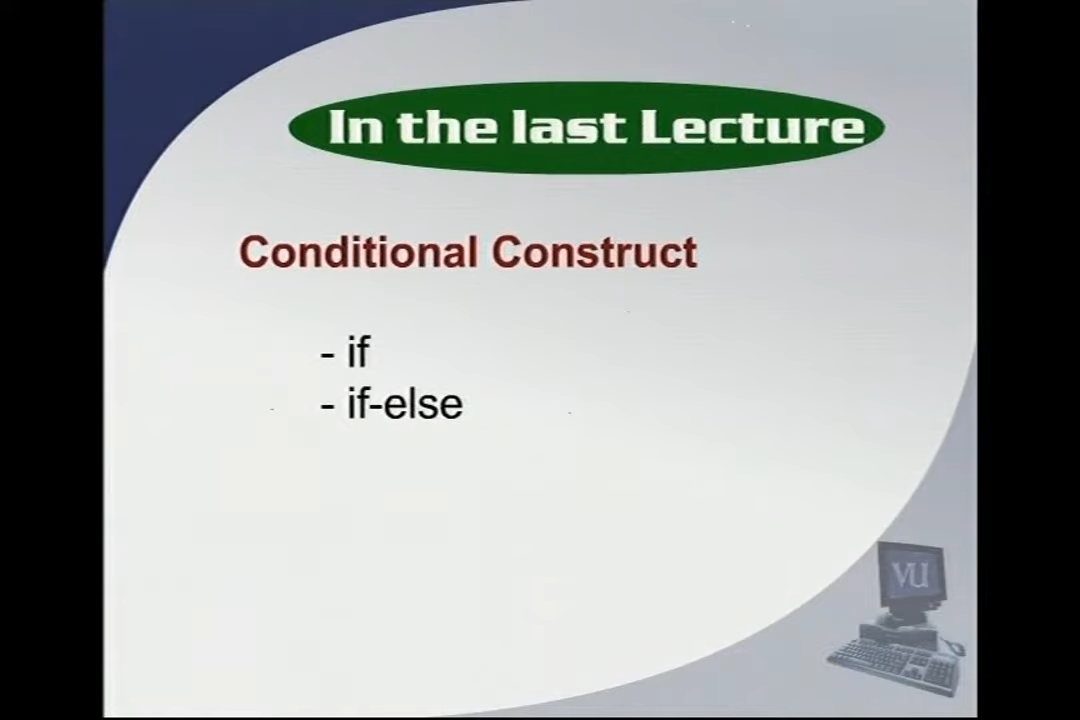 In the last Lecture
Conditional Construct
- if
- if-else
VU